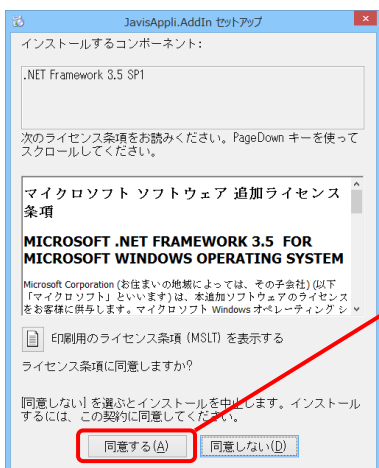 JavisAppli.AddIn セットアップ
インストールするコンポーネント:
.NET Framework 3.5 SP1
次のライセンス条項をお読みください。PageDown キーを使って
スクロールしてください。
マイクロソフト ソフトウェア 追加ライセンス
条項
MICROSOFT .NET FRAMEWORK 3.5 FOR
MICROSOFT WINDOWS OPERATING SYSTEM
Microsoft Corporation (お住まいの地域によっては、その子会社) (以下
「マイクロソフト」といいます) は、本追加ソフトウェアのライセンス
をお客様に供与します。マイクロソフト Windows オペレーティング シ
印刷用のライセンス条項 (MSLT) を表示する
ライセンス条項に同意しますか?
[同意しない] を選ぶとインストールを中止します。インストール
するには、この契約に同意してください。
同意する(A) 同意しない(D)